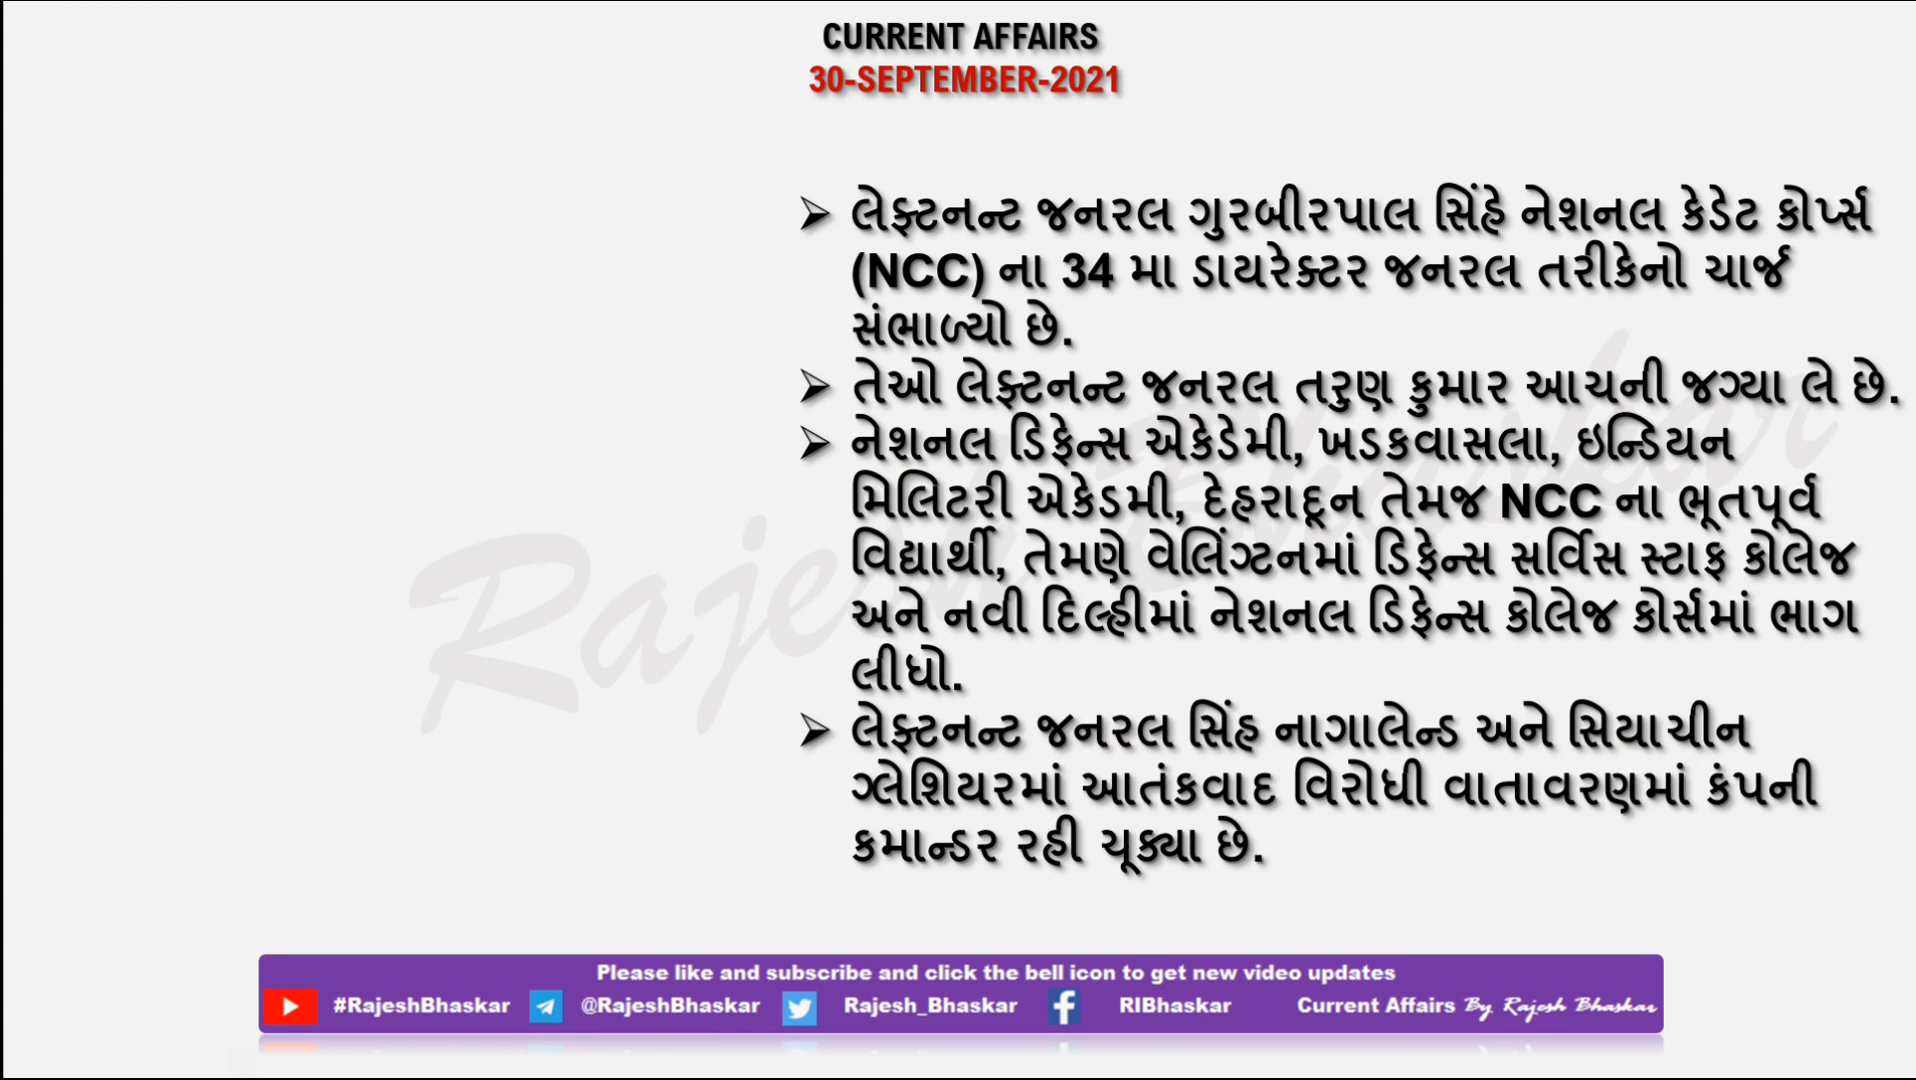 CURRENT AFFAIRS
30-SEPTEMBER-2021
➢ લેફ્ટનન્ટ જનરલ ગુરબીરપાલ સિંહે નેશનલ કેડેટ કોર્પ્સ
(NCC) ના 34 મા ડાયરેક્ટર જનરલ તરીકેનો ચાર્જ
સંભાળ્યો છે.
➢ તેઓ લેફ્ટનન્ટ જનરલ તરુણ કુમાર આચની જગ્યા લે છે.
➢ નેશનલ ડિફેન્સ એકેડેમી, ખડકવાસલા, ઇન્ડિયન
મિલિટરી એકેડમી, દેહરાદૂન તેમજ NCC ના ભૂતપૂર્વ
વિદ્યાર્થી, તેમણે વેલિંગ્ટનમાં ડિફેન્સ સર્વિસ સ્ટાફ કોલેજ
અને નવી દિલ્હીમાં નેશનલ ડિફેન્સ કોલેજ કોર્સમાં ભાગ
લીધો.
➢ લેફ્ટનન્ટ જનરલ સિંહ નાગાલેન્ડ અને સિયાચીન
ગ્લેશિયરમાં આતંકવાદ વિરોધી વાતાવરણમાં કંપની
કમાન્ડર રહી ચૂક્યા છે.
Rajesh Bhaskar
Please like and subscribe and click the bell icon to get new video updates
#RajeshBhaskar @RajeshBhaskar Rajesh_Bhaskar RIBhaskar Current Affairs By Rajesh Bhaskar